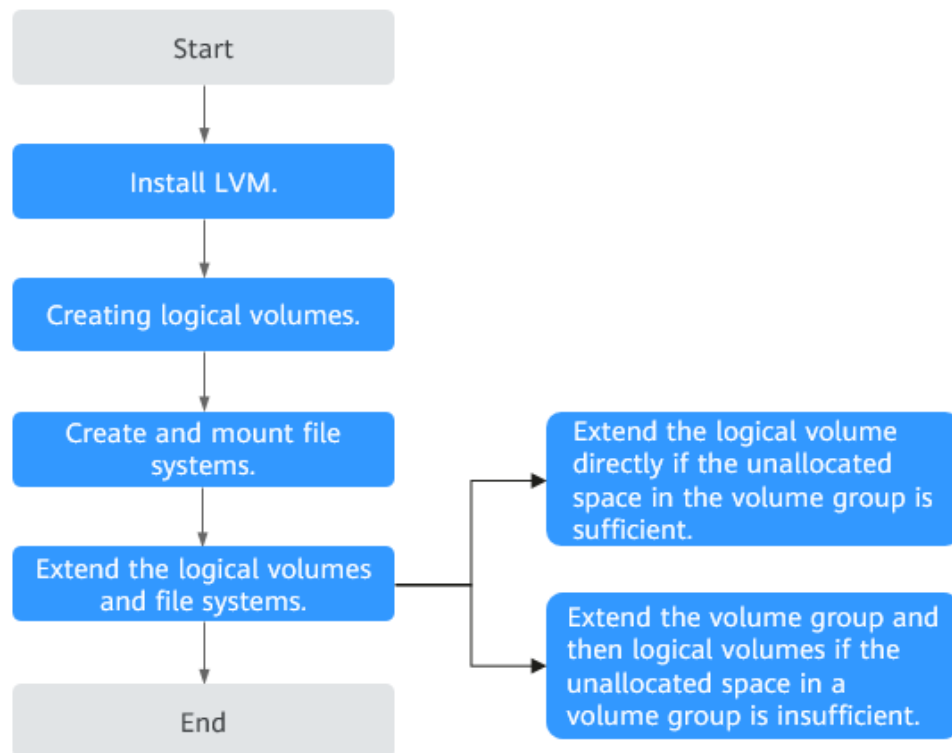 Start
Install LVM.
Creating logical volumes.
Create and mount file
systems.
Extend the logical volumes
and file systems.
End
Extend the logical volume
directly if the unallocated
space in the volume group is
sufficient.
Extend the volume group and
then logical volumes if the
unallocated space in a
volume group is insufficient.